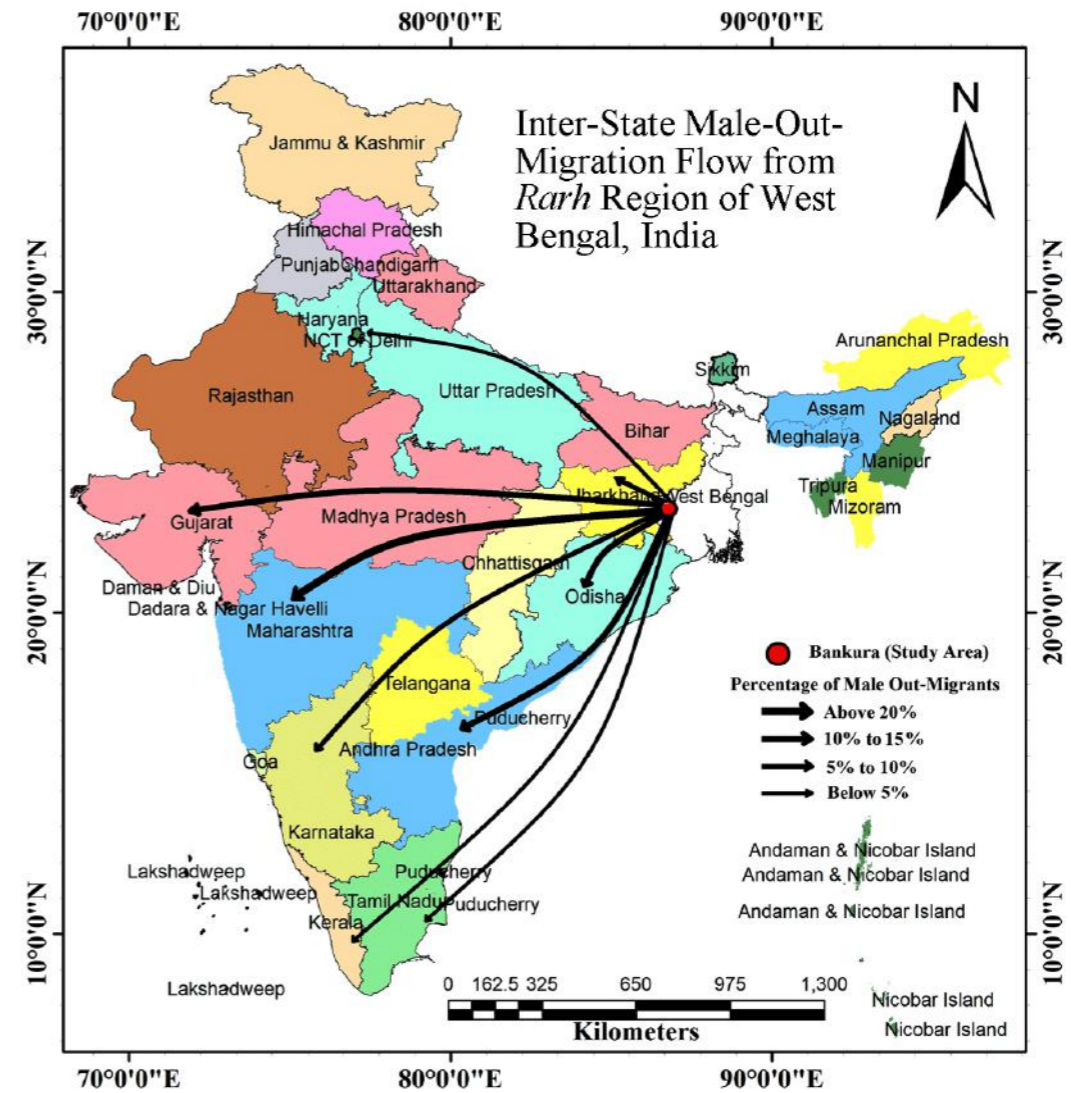 70°0'0"E 80°0'0"E 90°0'0"E
N
Inter-State Male-Out-
Migration Flow from
Rarh Region of West
Bengal, India
Jammu & Kashmir
Himachal Pradesh
Punjab
Chandigarh
Uttarakhand
30°0'0"N
30°0'0"N
Haryana
NCT of Delhi
Arunanchal Pradesh
Sikkim
Uttar Pradesh
Rajasthan
Assam
Nagaland
Bihar
Meghalaya
Manipur
Tripura
Mizoram
Jharkhand
West Bengal
Gujarat
Madhya Pradesh
Chhattisgarh
Daman & Diu
Dadara & Nagar Havelli
Odisha
20°0'0"N
20°0'0"N
Maharashtra
Bankura (Study Area)
Percentage of Male Out-Migrants
Above 20%
10% to 15%
5% to 10%
Below 5%
Telangana
Puducherry
Andhra Pradesh
Goa
Karnataka
Andaman & Nicobar Island
Lakshadweep
Puducherry
Andaman & Nicobar Island
Lakshadweep
Tamil Nadu
Puducherry
Andaman & Nicobar Island
Kerala
10°0'0"N
10°0'0"N
Lakshadweep
0 162.5 325 650 975 1,300
Kilometers
Nicobar Island
Nicobar Island
70°0'0"E 80°0'0"E 90°0'0"E